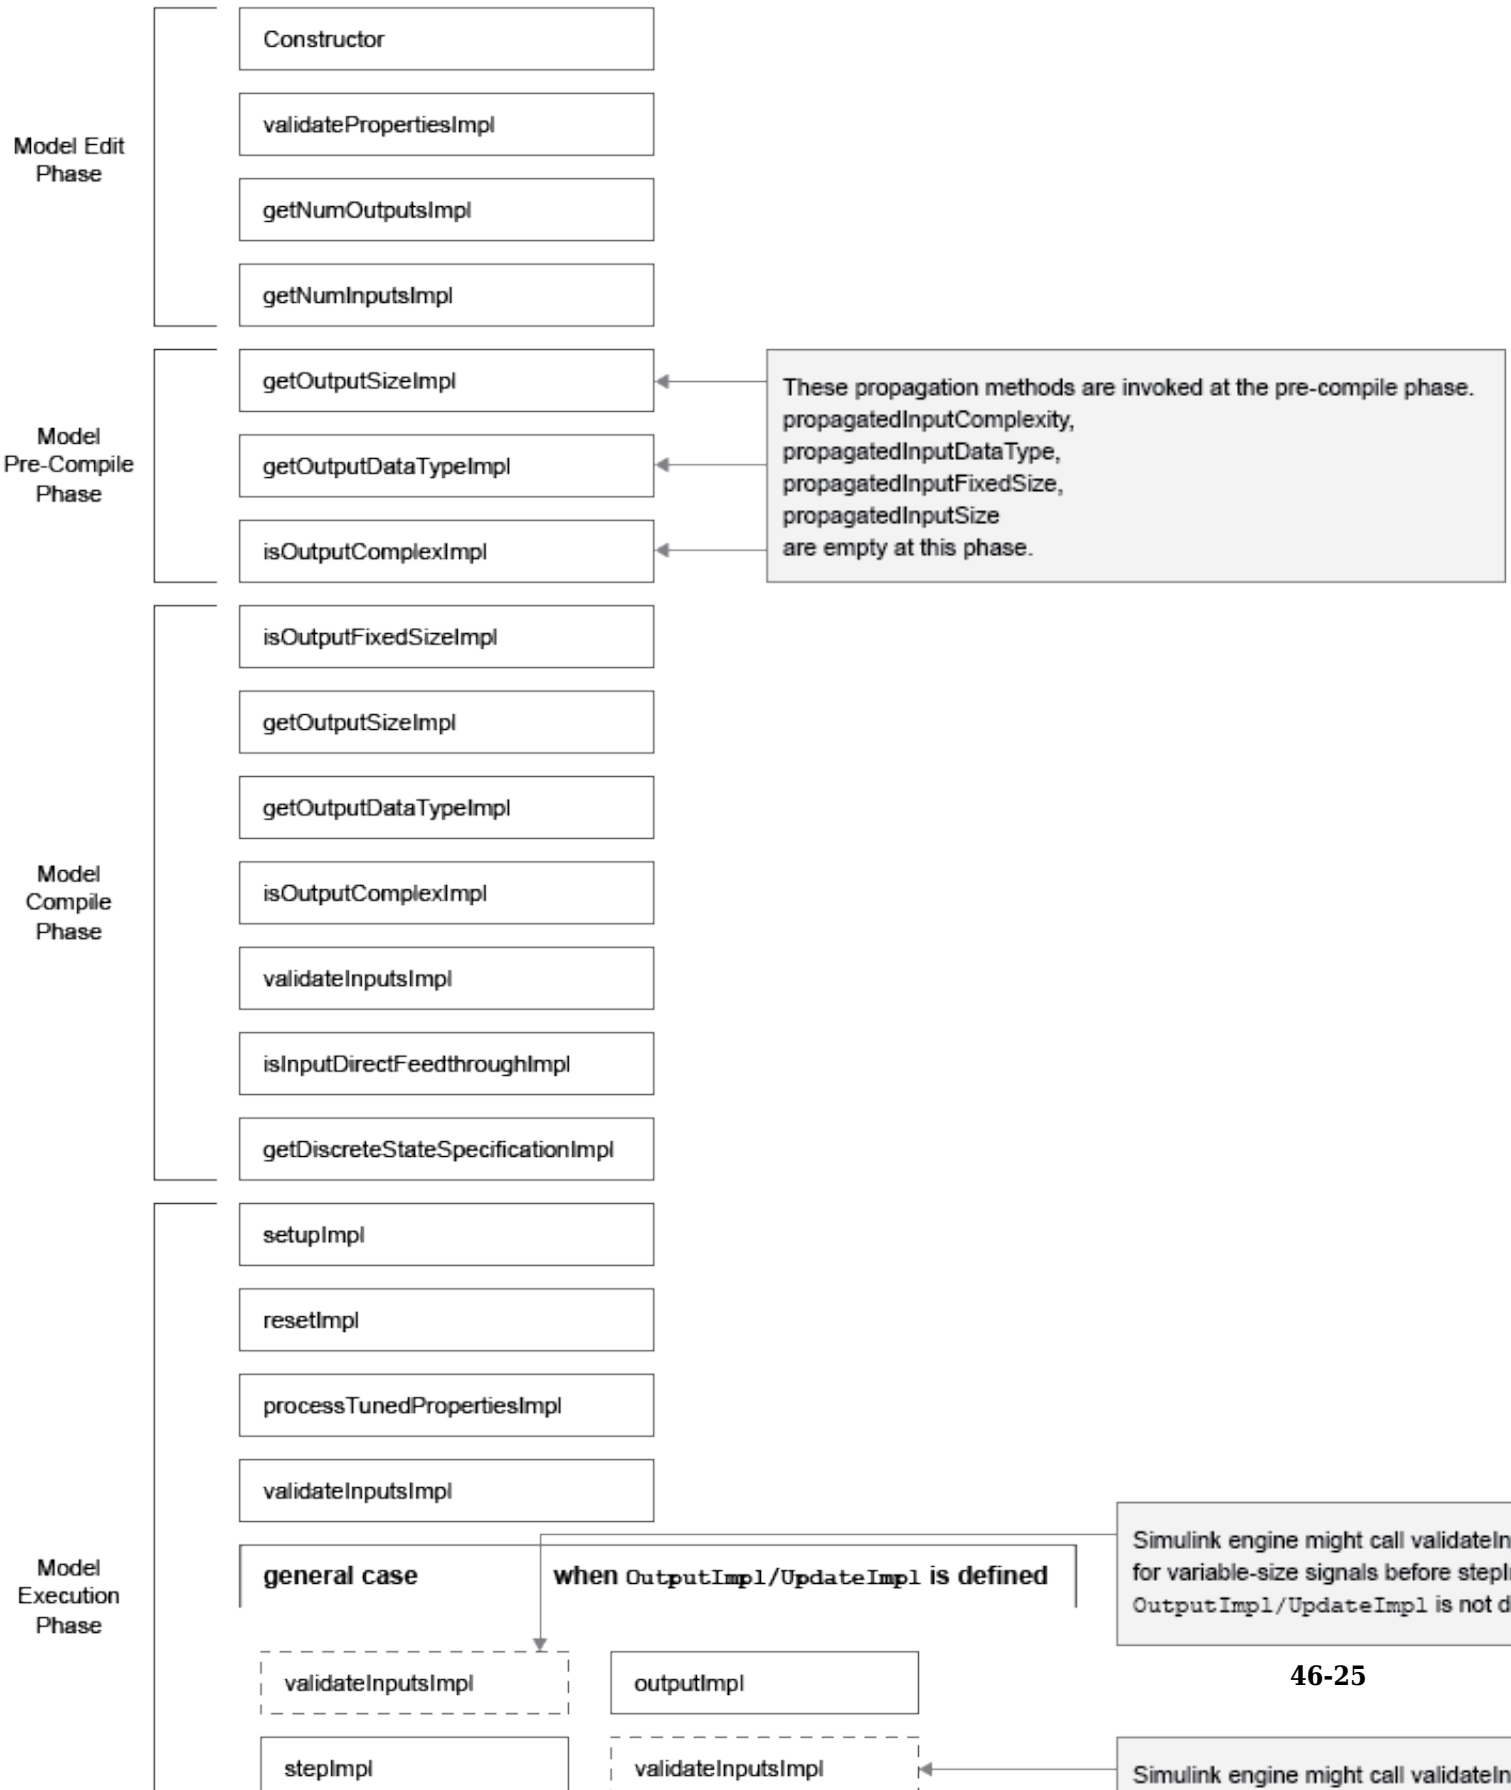 Constructor
validatePropertiesImpl
Model Edit
Phase
getNumOutputsImpl
getNumInputsImpl
getOutputSizeImpl
These propagation methods are invoked at the pre-compile phase.
propagatedInputComplexity,
propagatedInputDataType,
propagatedInputFixedSize,
propagatedInputSize
are empty at this phase.
Model
Pre-Compile
Phase
getOutputDataTypeImpl
isOutputComplexImpl
isOutputFixedSizeImpl
getOutputSizeImpl
getOutputDataTypeImpl
Model
Compile
Phase
isOutputComplexImpl
validateInputsImpl
isInputDirectFeedthroughImpl
getDiscreteStateSpecificationImpl
setupImpl
resetImpl
processTunedPropertiesImpl
validateInputsImpl
Model
Execution
Phase
general case
when OutputImpl/UpdateImpl is defined
Simulink engine might call
for variable-size signals before
OutputImpl/UpdateImpl is not
validateInputsImpl
outputImpl
46-25
stepImpl
validateInputsImpl
Simulink engine might call